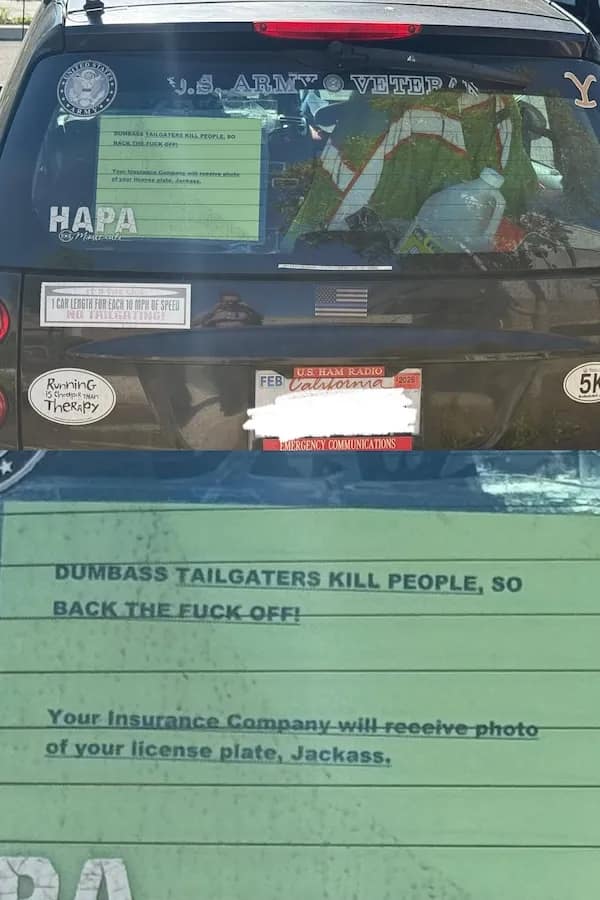 UNITED STATES
ARMY
U.S. ARMY VETERAN
Y
DUMBASS TAILGATERS KILL PEOPLE, SO
BACK THE FUCK OFF!
Your Insurance Company will receive photo
of your license plate, Jackass.
HAPA
1 CAR LENGTH FOR EACH 10 MPH OF SPEED
NO TAILGATING!
RunninG
is cheaper than
TheRApy
U.S. HAM RADIO
FEB California 2026
EMERGENCY COMMUNICATIONS
5K
DUMBASS TAILGATERS KILL PEOPLE, SO
BACK THE FUCK OFF!
Your Insurance Company will receive photo
of your license plate, Jackass.
PA